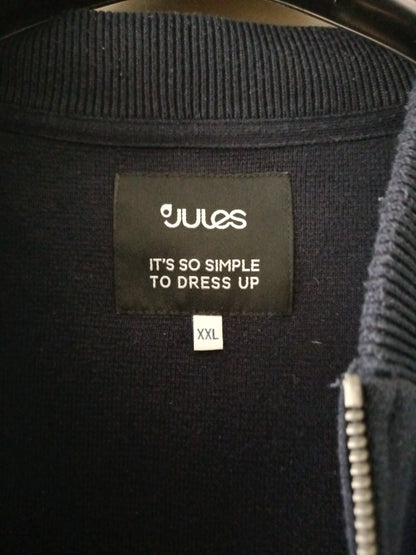 JULES
IT'S SO SIMPLE
TO DRESS UP
XXL